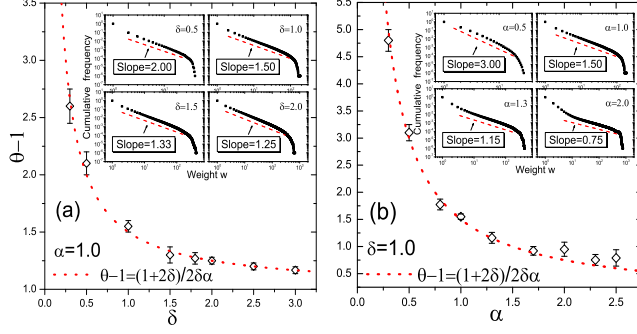 3.5
3.0
2.5
2.0
1.5
1.0
θ−1
0.0 0.5 1.0 1.5 2.0 2.5 3.0
δ
(a)
α=1.0
θ−1=(1+2δ)/2δα
Cumulative frequency
Weight w
δ=0.5
Slope=2.00
δ=1.0
Slope=1.50
δ=1.5
Slope=1.33
δ=2.0
Slope=1.25
5.5
5.0
4.5
4.0
3.5
3.0
2.5
2.0
1.5
1.0
0.5
0.0 0.5 1.0 1.5 2.0 2.5
α
(b)
δ=1.0
θ−1=(1+2δ)/2δα
Cumulative frequency
Weight w
α=0.5
Slope=3.00
α=1.0
Slope=1.50
α=1.3
Slope=1.15
α=2.0
Slope=0.75